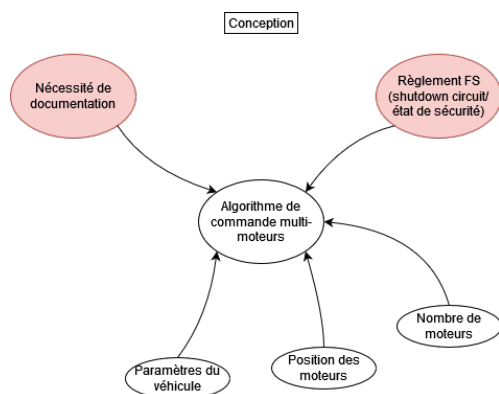 Conception
Nécessité de
documentation
Règlement FS
(shutdown circuit/
état de sécurité)
Algorithme de
commande multi-
moteurs
Nombre de
moteurs
Position des
moteurs
Paramètres du
véhicule